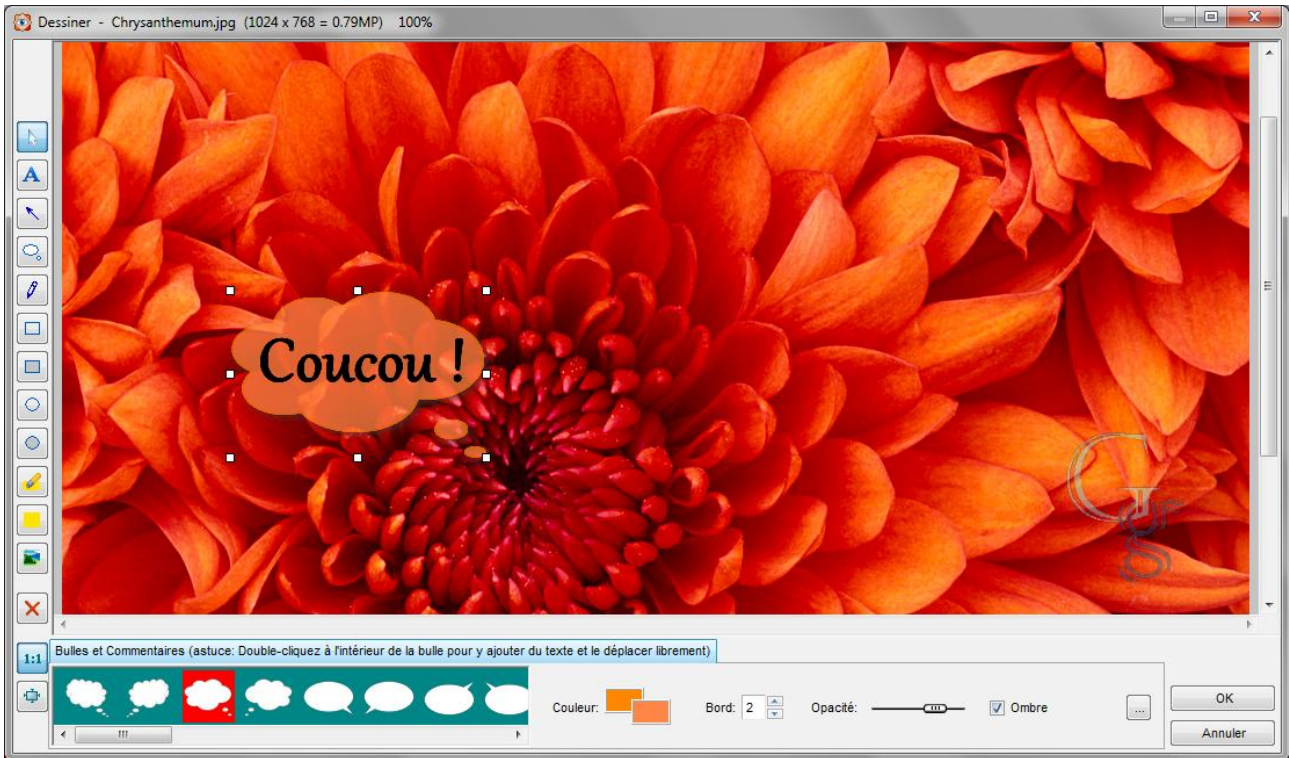 Dessiner - Chrysanthemum.jpg (1024 x 768 = 0.79MP) 100%
A
Coucou !
Ggs
1:1
Bulles et Commentaires (astuce: Double-cliquez à l'intérieur de la bulle pour y ajouter du texte et le déplacer librement)
Couleur: Bord: 2 Opacité: Ombre ... OK
Annuler